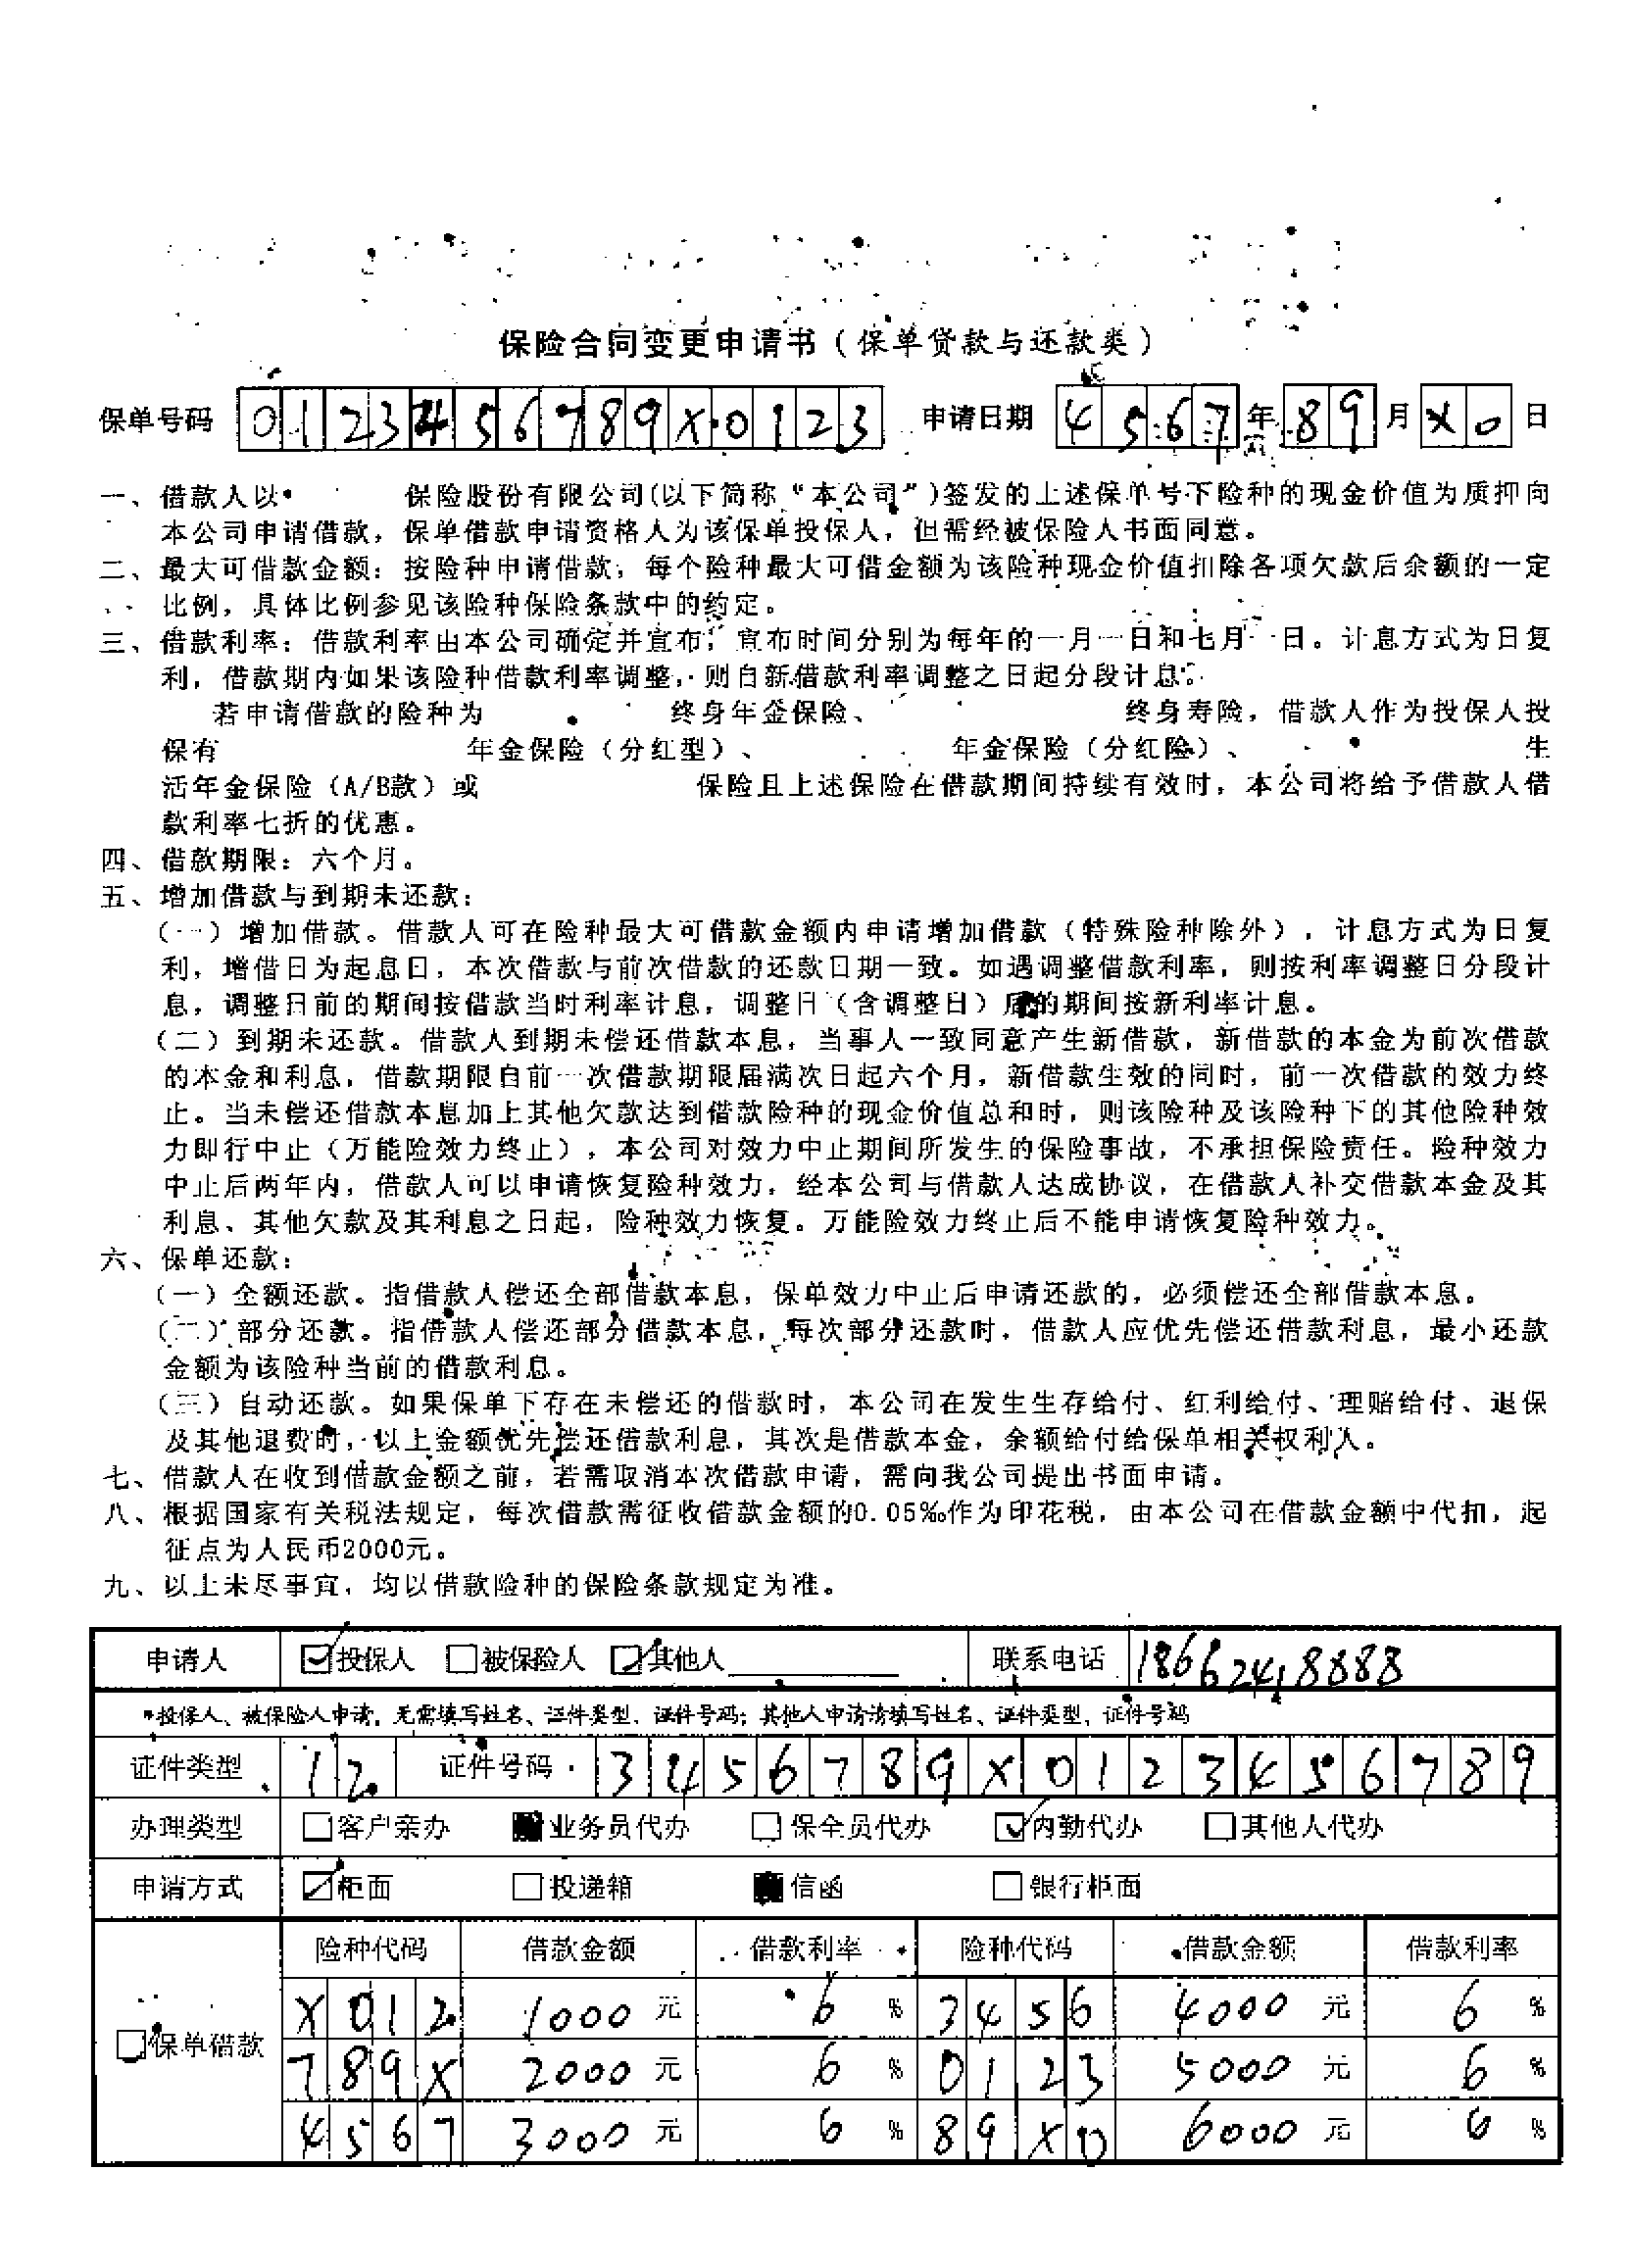 保险合同变更申请书（保单贷款与还款类）
保单号码 0123456789X0123 申请日期 4567年89月X0日
一、借款人以 保险股份有限公司(以下简称“本公司”)签发的上述保单号下险种的现金价值为质押向
本公司申请借款，保单借款申请资格人为该保单投保人，但需经被保险人书面同意。
二、最大可借款金额：按险种申请借款，每个险种最大可借金额为该险种现金价值扣除各项欠款后余额的一定
比例，具体比例参见该险种保险条款中的约定。
三、借款利率：借款利率由本公司确定并宣布，宣布时间分别为每年的一月一日和七月一日。计息方式为日复
利，借款期内如果该险种借款利率调整，则自新借款利率调整之日起分段计息。
若申请借款的险种为 终身年金保险、 终身寿险，借款人作为投保人投
保有 年金保险（分红型）、 年金保险（分红险）、 生
活年金保险（A/B款）或 保险且上述保险在借款期间持续有效时，本公司将给予借款人借
款利率七折的优惠。
四、借款期限：六个月。
五、增加借款与到期未还款：
（一）增加借款。借款人可在险种最大可借款金额内申请增加借款（特殊险种除外），计息方式为日复
利，增借日为起息日，本次借款与前次借款的还款日期一致。如遇调整借款利率，则按利率调整日分段计
息，调整日前的期间按借款当时利率计息，调整日（含调整日）后的期间按新利率计息。
（二）到期未还款。借款人到期未偿还借款本息，当事人一致同意产生新借款，新借款的本金为前次借款
的本金和利息，借款期限自前一次借款期限届满次日起六个月，新借款生效的同时，前一次借款的效力终
止。当未偿还借款本息加上其他欠款达到借款险种的现金价值总和时，则该险种及该险种下的其他险种效
力即行中止（万能险效力终止），本公司对效力中止期间所发生的保险事故，不承担保险责任。险种效力
中止后两年内，借款人可以申请恢复险种效力，经本公司与借款人达成协议，在借款人补交借款本金及其
利息、其他欠款及其利息之日起，险种效力恢复。万能险效力终止后不能申请恢复险种效力。
六、保单还款：
（一）全额还款。指借款人偿还全部借款本息，保单效力中止后申请还款的，必须偿还全部借款本息。
（二）部分还款。指借款人偿还部分借款本息，每次部分还款时，借款人应优先偿还借款利息，最小还款
金额为该险种当前的借款利息。
（三）自动还款。如果保单下存在未偿还的借款时，本公司在发生生存给付、红利给付、理赔给付、退保
及其他退费时，以上金额优先偿还借款利息，其次是借款本金，余额给付给保单相关权利人。
七、借款人在收到借款金额之前，若需取消本次借款申请，需向我公司提出书面申请。
八、根据国家有关税法规定，每次借款需征收借款金额的0.05‰作为印花税，由本公司在借款金额中代扣，起
征点为人民币2000元。
九、以上未尽事宜，均以借款险种的保险条款规定为准。
申请人 投保人 被保险人 其他人 联系电话 18662418888
*投保人、被保险人申请，无需填写姓名、证件类型、证件号码；其他人申请请填写姓名、证件类型、证件号码
证件类型 12 证件号码 3456789X0123456789
办理类型 客户亲办 业务员代办 保全员代办 内勤代办 其他人代办
申请方式 柜面 投递箱 信函 银行柜面
险种代码 借款金额 借款利率 险种代码 借款金额 借款利率
X012 1000 元 6 % 3456 4000 元 6 %
保单借款 789X 2000 元 6 % 0123 5000 元 6 %
4567 3000 元 6 % 89X0 6000 元 6 %